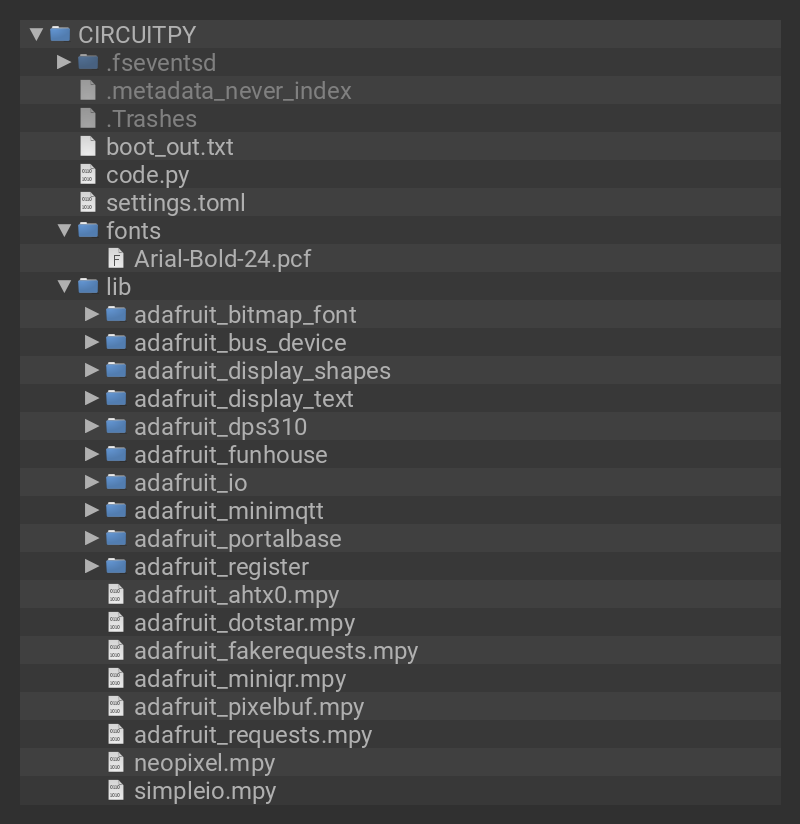 CIRCUITPY
.fseventsd
.metadata_never_index
.Trashes
boot_out.txt
code.py
settings.toml
fonts
Arial-Bold-24.pcf
lib
adafruit_bitmap_font
adafruit_bus_device
adafruit_display_shapes
adafruit_display_text
adafruit_dps310
adafruit_funhouse
adafruit_io
adafruit_minimqtt
adafruit_portalbase
adafruit_register
adafruit_ahtx0.mpy
adafruit_dotstar.mpy
adafruit_fakerequests.mpy
adafruit_miniqr.mpy
adafruit_pixelbuf.mpy
adafruit_requests.mpy
neopixel.mpy
simpleio.mpy